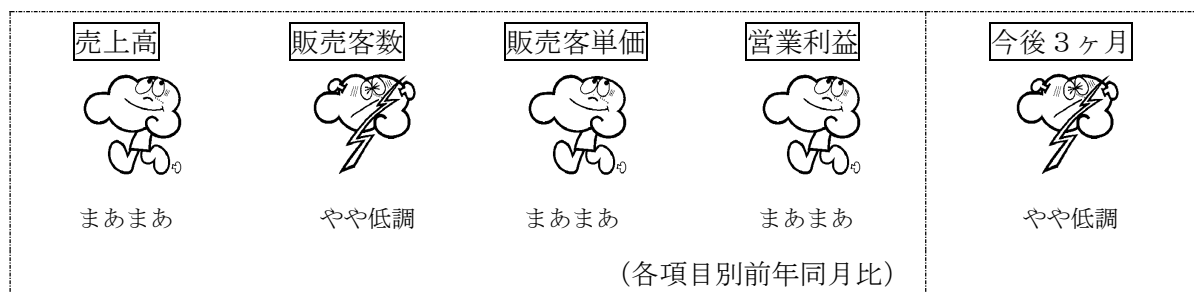 売上高 販売客数 販売客単価 営業利益 今後３ヶ月
まあまあ やや低調 まあまあ まあまあ やや低調
（各項目別前年同月比）